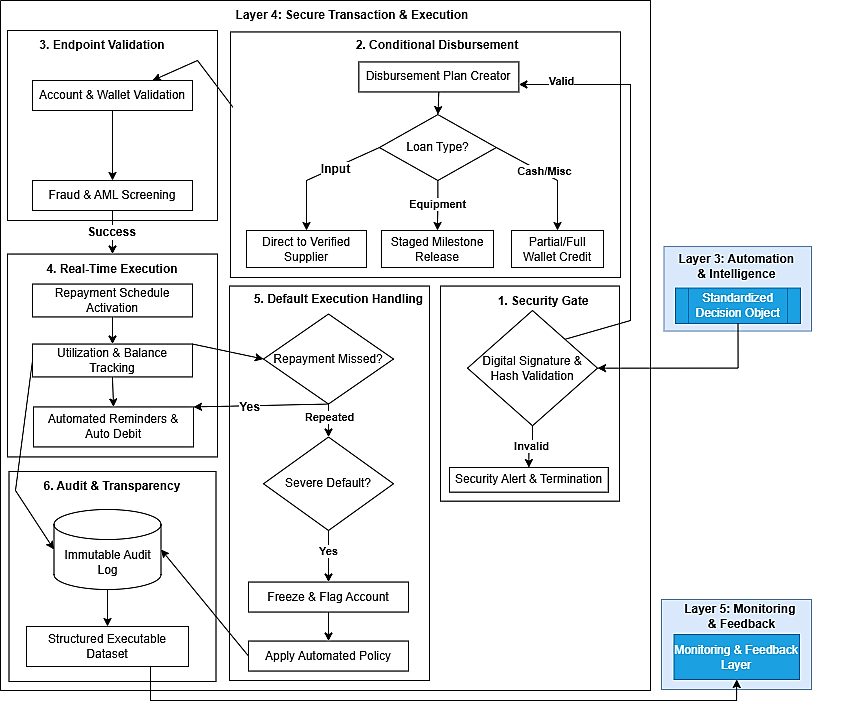 Layer 4: Secure Transaction & Execution
3. Endpoint Validation
Account & Wallet Validation
Fraud & AML Screening
Success
2. Conditional Disbursement
Disbursement Plan Creator
Valid
Loan Type?
Input
Equipment
Cash/Misc
Direct to Verified
Supplier
Staged Milestone
Release
Partial/Full
Wallet Credit
Layer 3: Automation
& Intelligence
Standardized
Decision Object
1. Security Gate
Digital Signature &
Hash Validation
Invalid
Security Alert & Termination
4. Real-Time Execution
Repayment Schedule
Activation
Utilization & Balance
Tracking
Automated Reminders &
Auto Debit
5. Default Execution Handling
Repayment Missed?
Yes
Repeated
Severe Default?
Yes
Freeze & Flag Account
Apply Automated Policy
6. Audit & Transparency
Immutable Audit
Log
Structured Executable
Dataset
Layer 5: Monitoring
& Feedback
Monitoring & Feedback
Layer